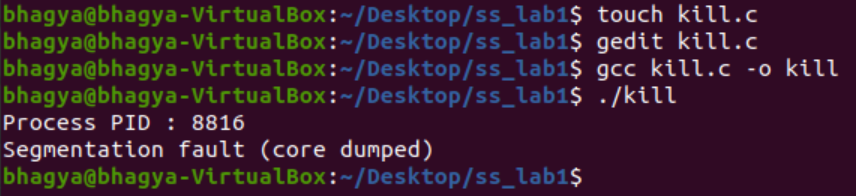 bhagya@bhagya-VirtualBox:~/Desktop/ss_lab1$ touch kill.c
bhagya@bhagya-VirtualBox:~/Desktop/ss_lab1$ gedit kill.c
bhagya@bhagya-VirtualBox:~/Desktop/ss_lab1$ gcc kill.c -o kill
bhagya@bhagya-VirtualBox:~/Desktop/ss_lab1$ ./kill
Process PID : 8816
Segmentation fault (core dumped)
bhagya@bhagya-VirtualBox:~/Desktop/ss_lab1$